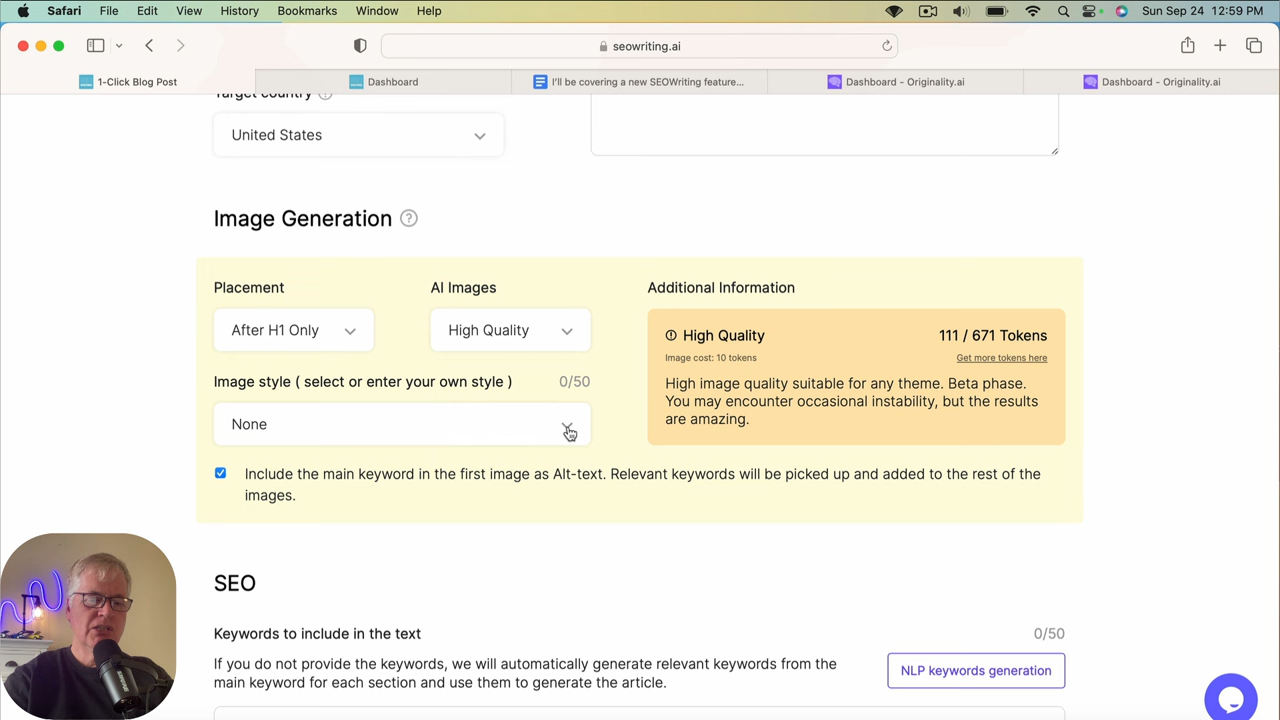 Safari File Edit View History Bookmarks Window Help Sun Sep 24 12:59 PM
seowriting.ai
1-Click Blog Post Dashboard I'll be covering a new SEOWriting feature... Dashboard - Originality.ai Dashboard - Originality.ai
Target country ?
United States
Image Generation ?
Placement AI Images Additional Information
After H1 Only High Quality
High Quality 111 / 671 Tokens
Image cost: 10 tokens Get more tokens here
Image style ( select or enter your own style ) 0/50
High image quality suitable for any theme. Beta phase.
You may encounter occasional instability, but the results
are amazing.
None
Include the main keyword in the first image as Alt-text. Relevant keywords will be picked up and added to the rest of the
images.
SEO
Keywords to include in the text 0/50
If you do not provide the keywords, we will automatically generate relevant keywords from the
main keyword for each section and use them to generate the article.
NLP keywords generation